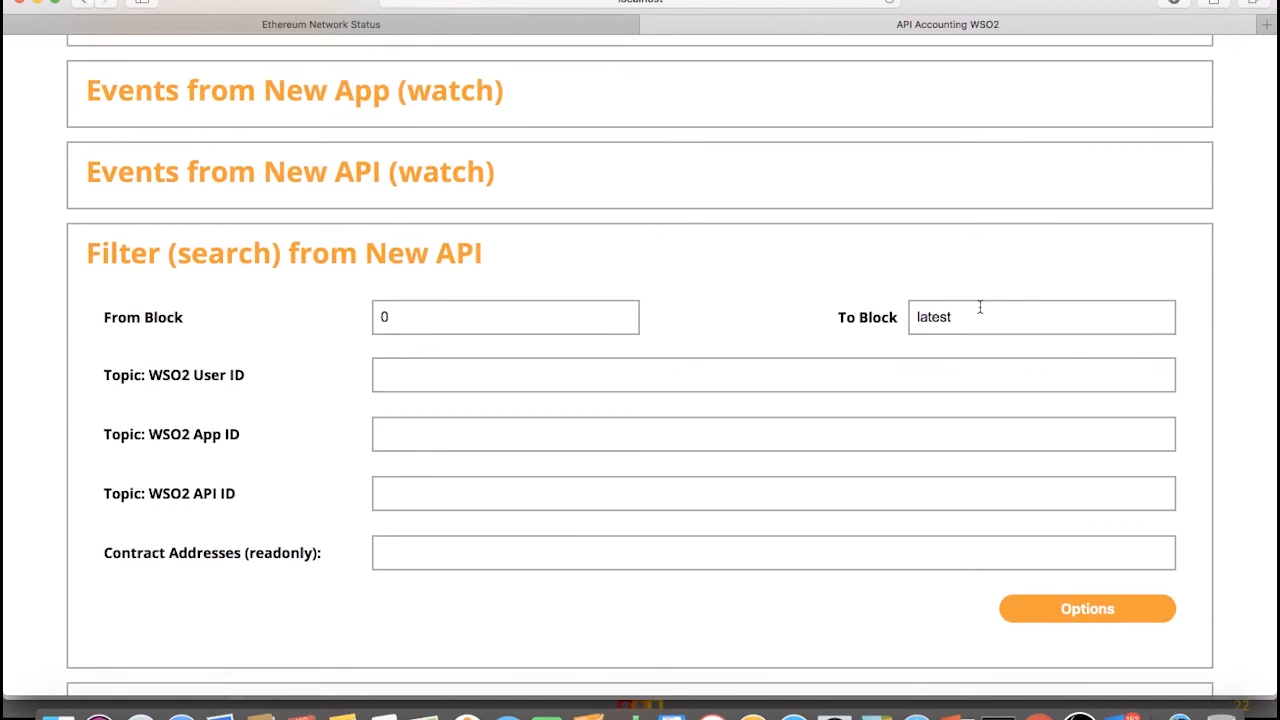 Ethereum Network Status
API Accounting WSO2
Events from New App (watch)
Events from New API (watch)
Filter (search) from New API
From Block
0
To Block
latest
Topic: WSO2 User ID
Topic: WSO2 App ID
Topic: WSO2 API ID
Contract Addresses (readonly):
Options
22